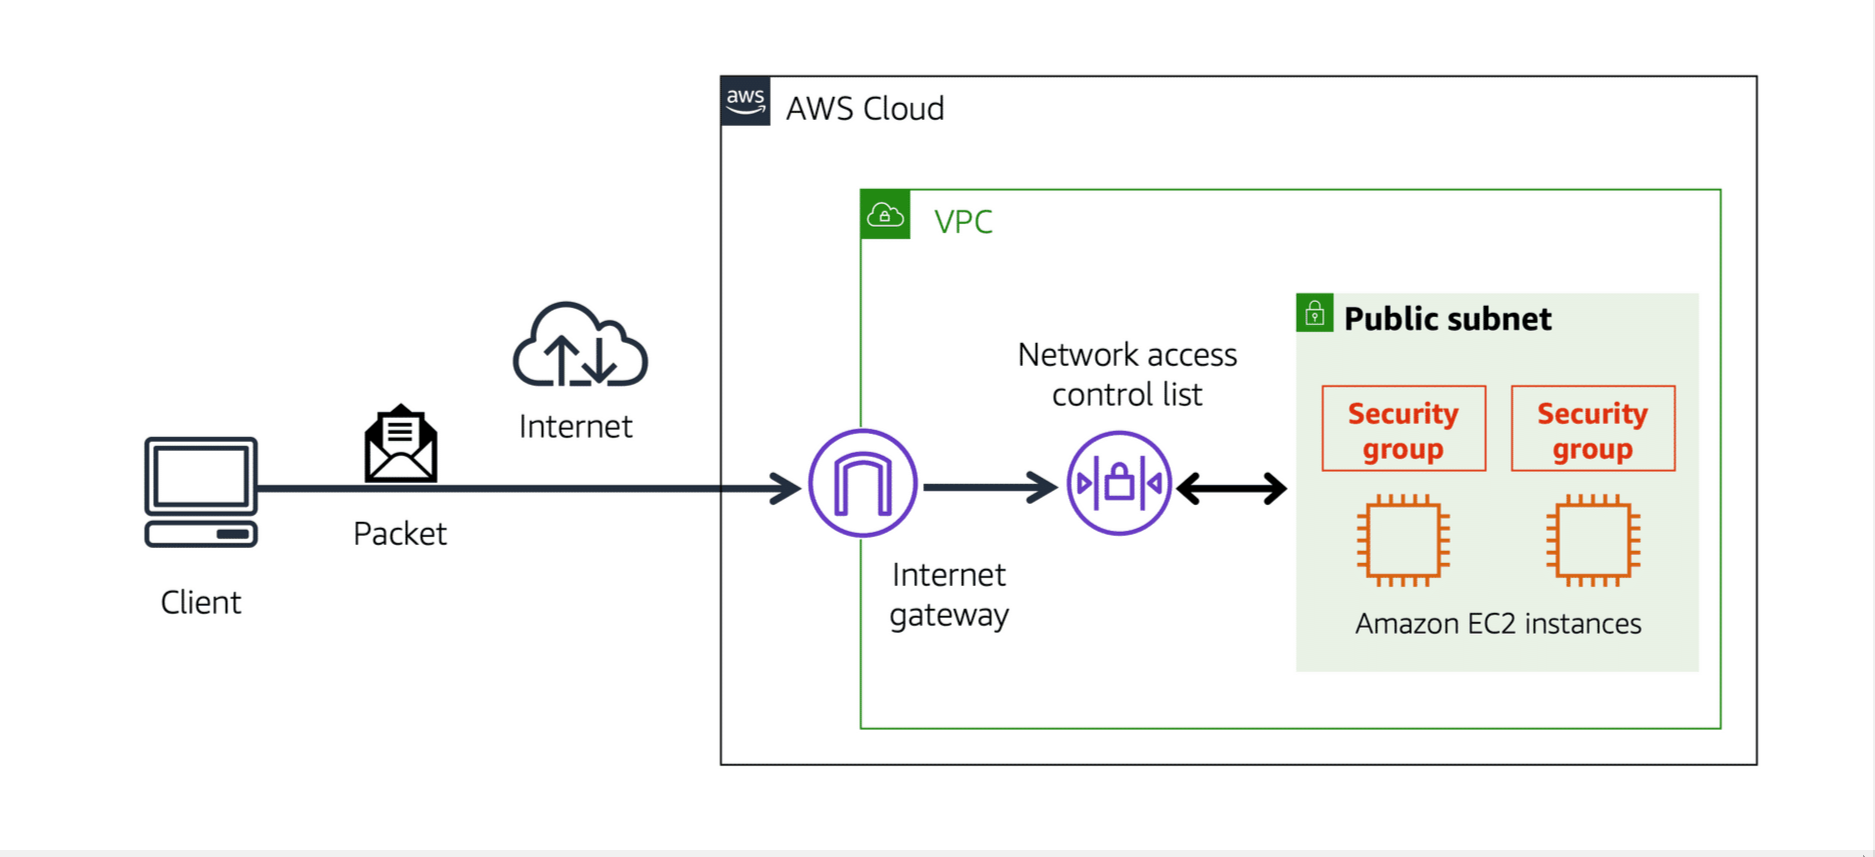 aws
AWS Cloud
VPC
Public subnet
Network access
control list
Security
group
Security
group
Internet
Packet
Client
Internet
gateway
Amazon EC2 instances